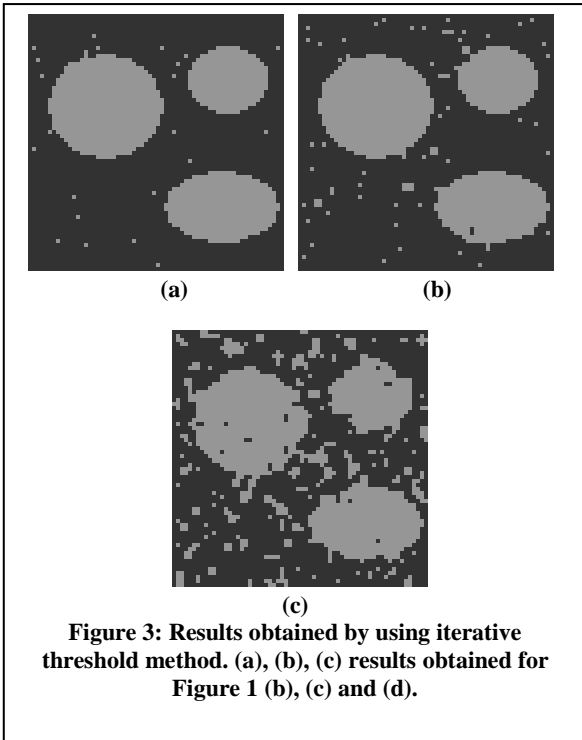 (a)
(b)
(c)
Figure 3: Results obtained by using iterative
threshold method. (a), (b), (c) results obtained for
Figure 1 (b), (c) and (d).